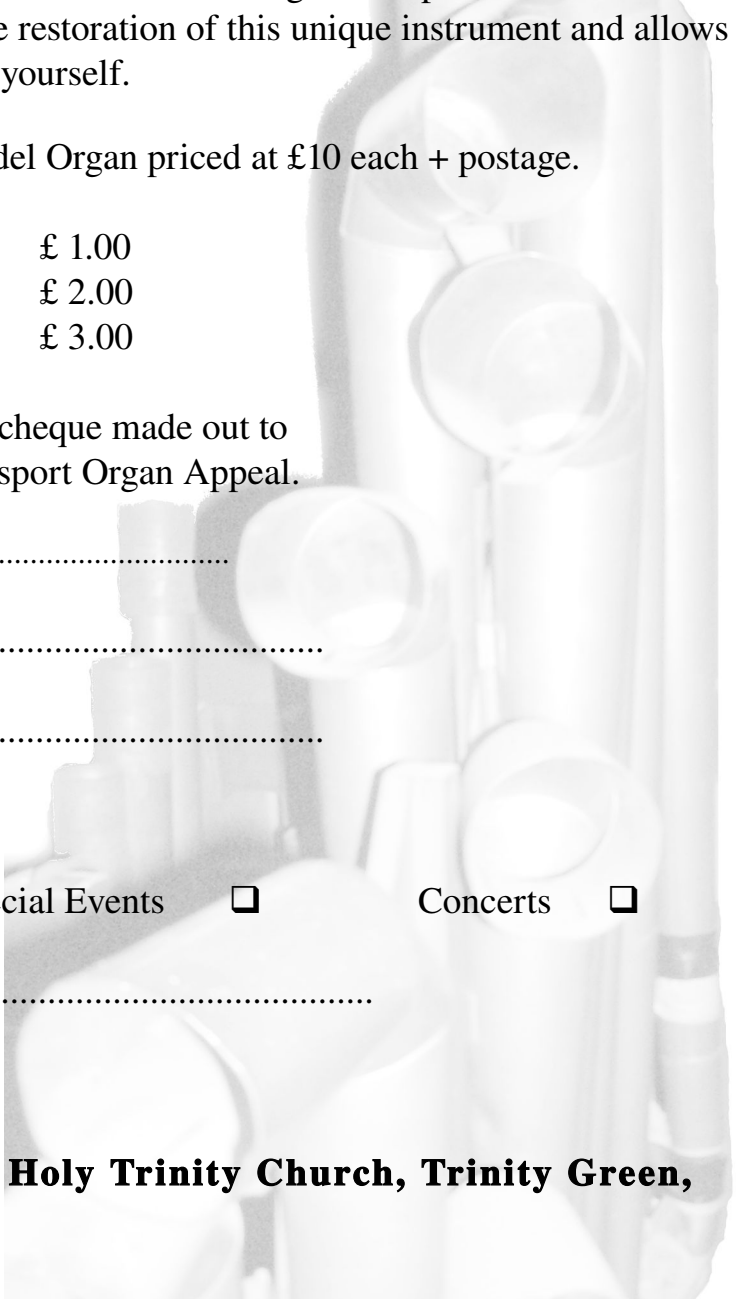 e restoration of this unique instrument and allows
yourself.
del Organ priced at £10 each + postage.
£ 1.00
£ 2.00
£ 3.00
cheque made out to
sport Organ Appeal.
....................................
....................................
....................................
cial Events ❑ Concerts ❑
..........................................
Holy Trinity Church, Trinity Green,